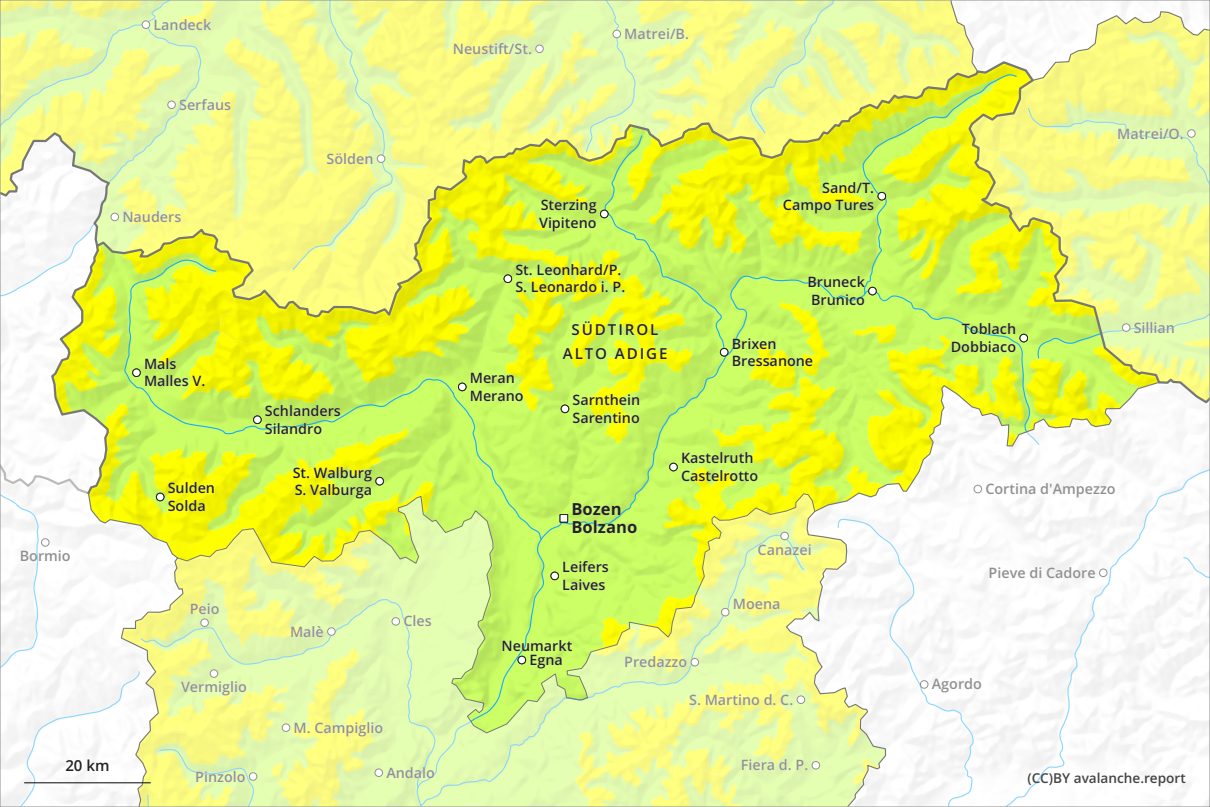 Landeck
Matrei/B.
Neustift/St.
Serfaus
Matrei/O.
Sölden
Sand/T.
Campo Tures
Nauders
Sterzing
Vipiteno
St. Leonhard/P.
S. Leonardo i. P.
Bruneck
Brunico
SÜDTIROL
ALTO ADIGE
Toblach
Dobbiaco
Sillian
Brixen
Bressanone
Mals
Malles V.
Meran
Merano
Sarnthein
Sarentino
Schlanders
Silandro
Kastelruth
Castelrotto
St. Walburg
S. Valburga
Sulden
Solda
Cortina d'Ampezzo
Bozen
Bolzano
Bormio
Canazei
Leifers
Laives
Pieve di Cadore
Peio
Moena
Cles
Malè
Neumarkt
Egna
Predazzo
Vermiglio
Agordo
S. Martino d. C.
M. Campiglio
20 km
Fiera d. P.
Andalo
Pinzolo
(CC)BY avalanche.report